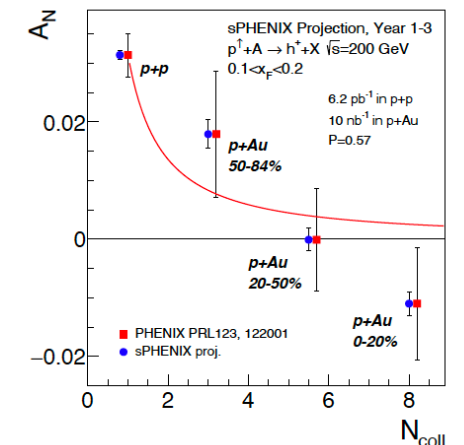 A_N
sPHENIX Projection, Year 1-3
p↑+A → h⁺+X √s=200 GeV
0.1<x_F<0.2
6.2 pb⁻¹ in p+p
10 nb⁻¹ in p+Au
P=0.57
p+p
0.02
p+Au
50-84%
0
p+Au
20-50%
p+Au
0-20%
PHENIX PRL123, 122001
sPHENIX proj.
−0.02
0 2 4 6 8
N_coll